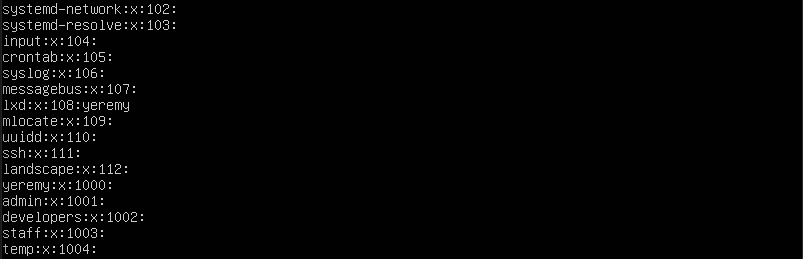 systemd-network:x:102:
systemd-resolve:x:103:
input:x:104:
crontab:x:105:
syslog:x:106:
messagebus:x:107:
lxd:x:108:yeremy
mlocate:x:109:
uuidd:x:110:
ssh:x:111:
landscape:x:112:
yeremy:x:1000:
admin:x:1001:
developers:x:1002:
staff:x:1003:
temp:x:1004: